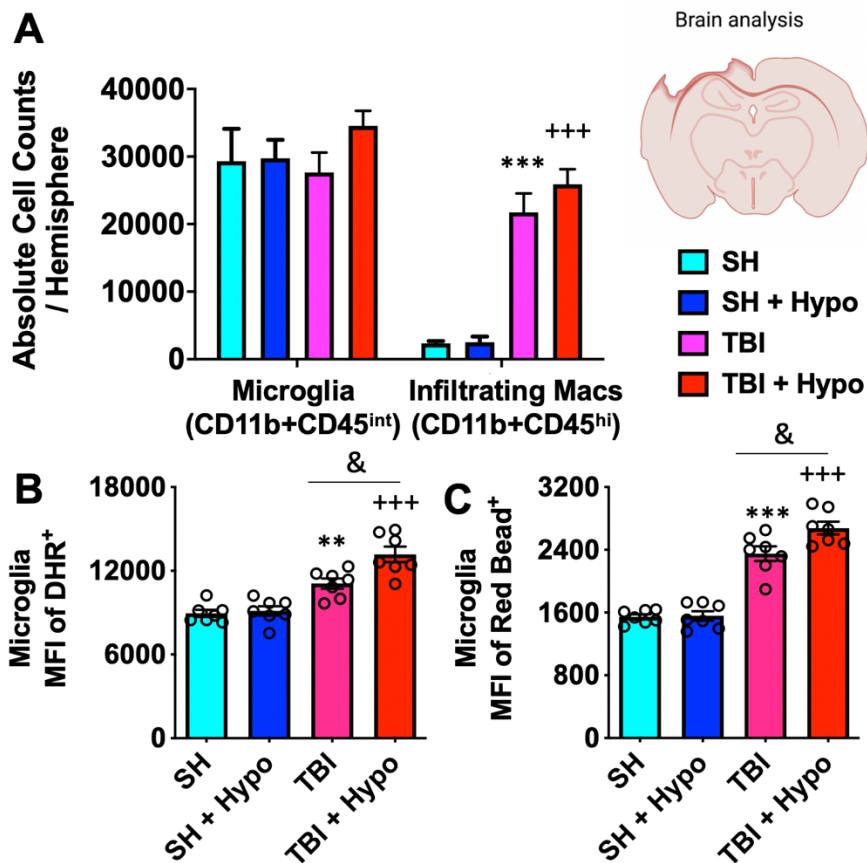 A
Brain analysis
Absolute Cell Counts
/ Hemisphere
40000
30000
20000
10000
0
***
+++
Microglia
(CD11b+CD45int)
Infiltrating Macs
(CD11b+CD45hi)
SH
SH + Hypo
TBI
TBI + Hypo
B
Microglia
MFI of DHR+
18000
12000
6000
0
&
**
+++
SH
SH + Hypo
TBI
TBI + Hypo
C
Microglia
MFI of Red Bead+
3200
2400
1600
800
0
&
***
+++
SH
SH + Hypo
TBI
TBI + Hypo